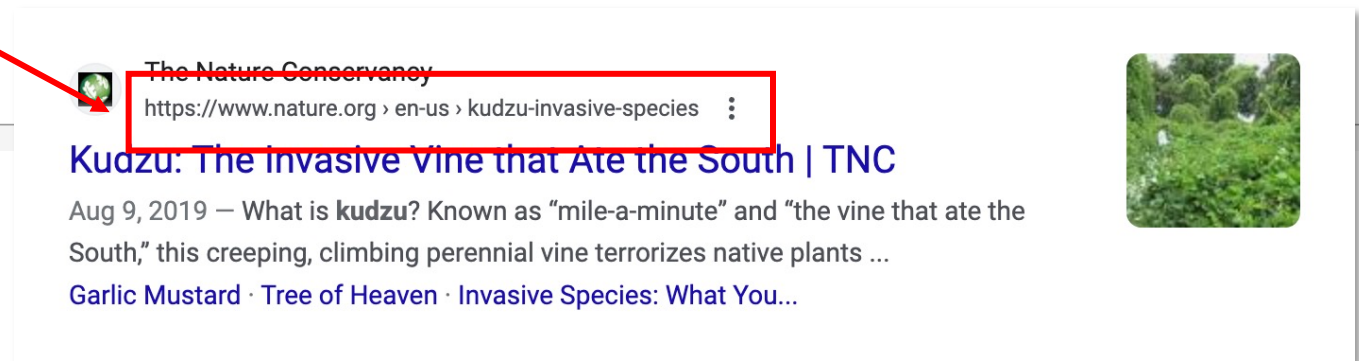 The Nature Conservancy
https://www.nature.org › en-us › kudzu-invasive-species
Kudzu: The Invasive Vine that Ate the South | TNC
Aug 9, 2019 — What is kudzu? Known as “mile-a-minute” and “the vine that ate the
South,” this creeping, climbing perennial vine terrorizes native plants ...
Garlic Mustard · Tree of Heaven · Invasive Species: What You...